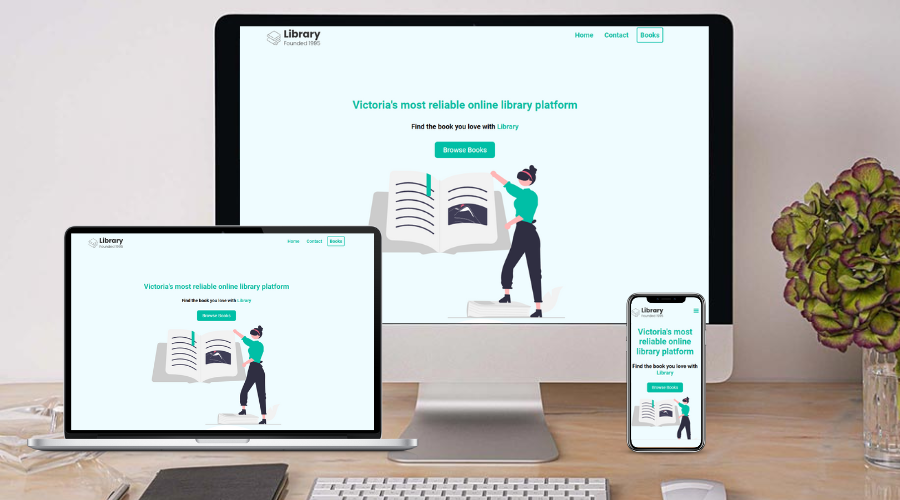 Library
Founded 1995
Home Contact Books
Victoria's most reliable online library platform
Find the book you love with Library
Browse Books
Library
Founded 1995
Home Contact Books
Victoria's most reliable online library platform
Find the book you love with Library
Browse Books
Library
Founded 1995
Victoria's most
reliable online
library platform
Find the book you love with
Library
Browse Books